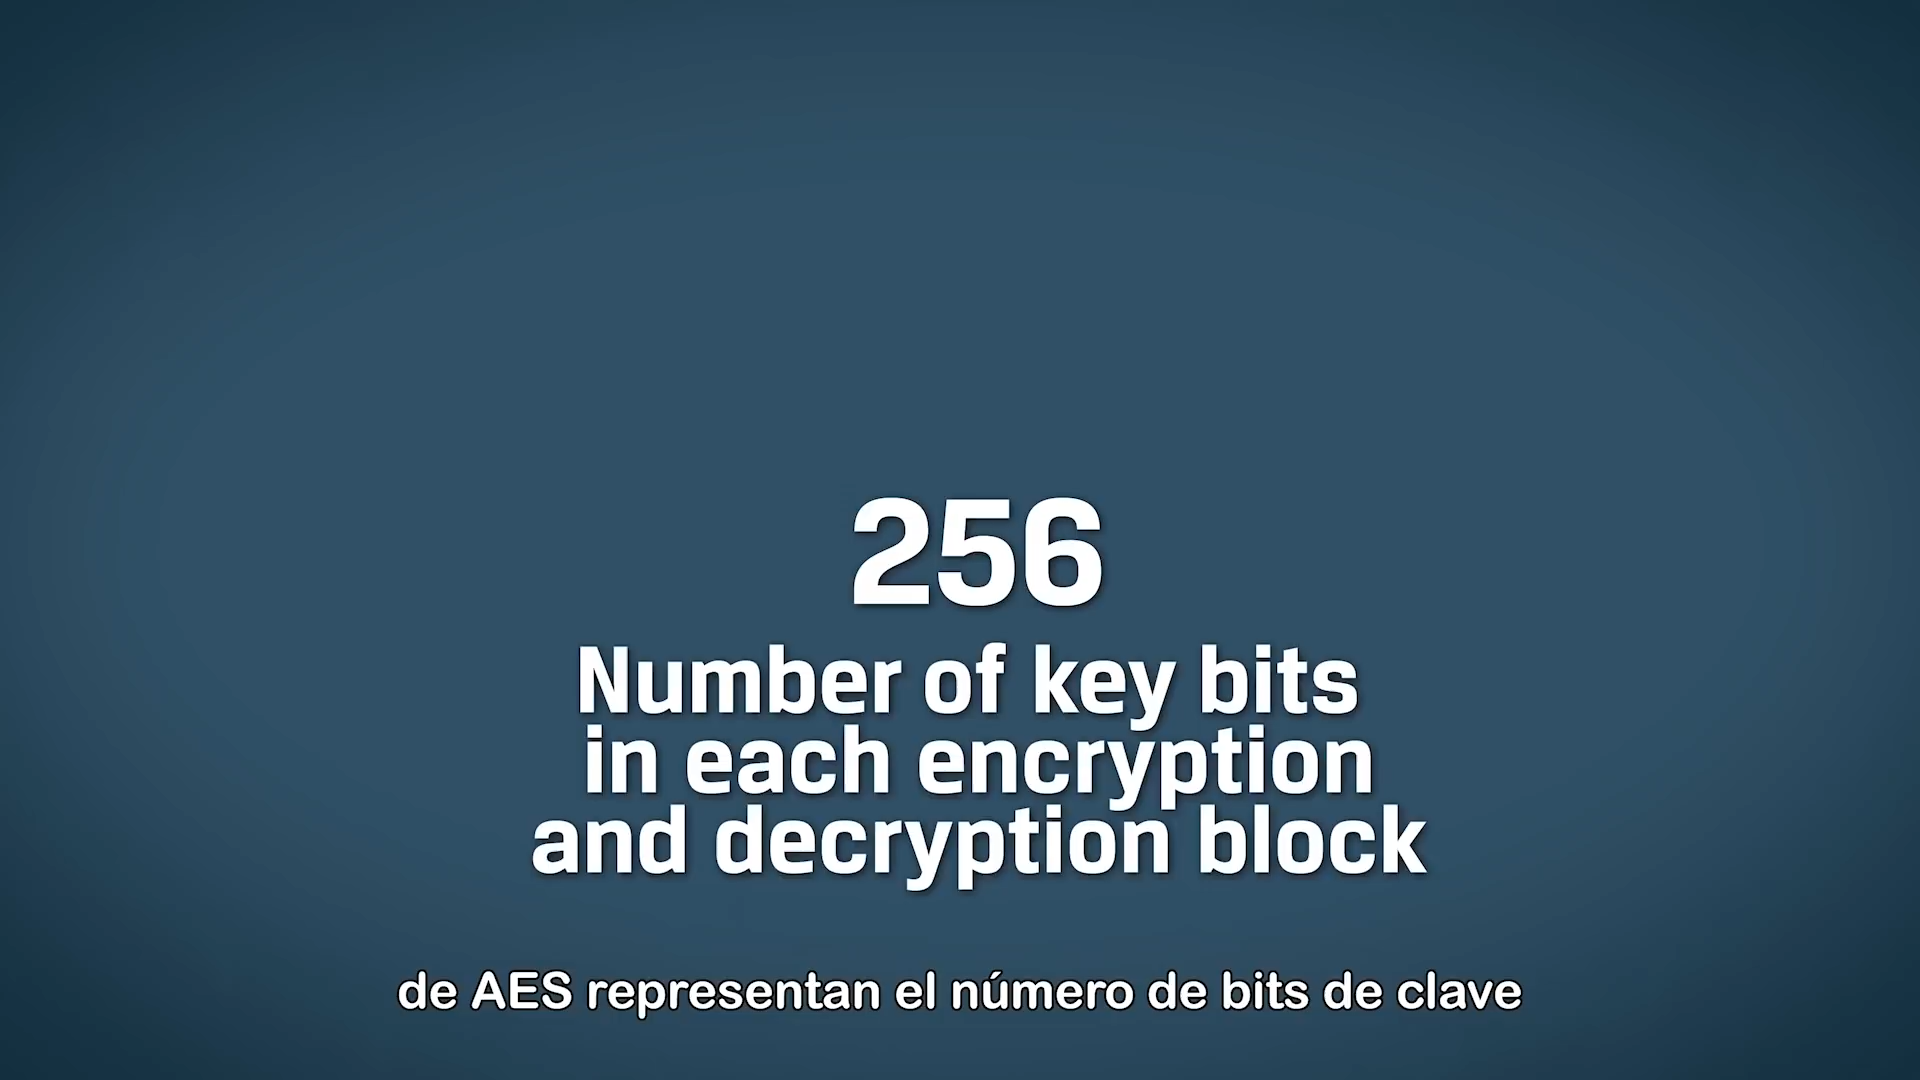 256
Number of key bits
in each encryption
and decryption block
de AES representan el número de bits de clave